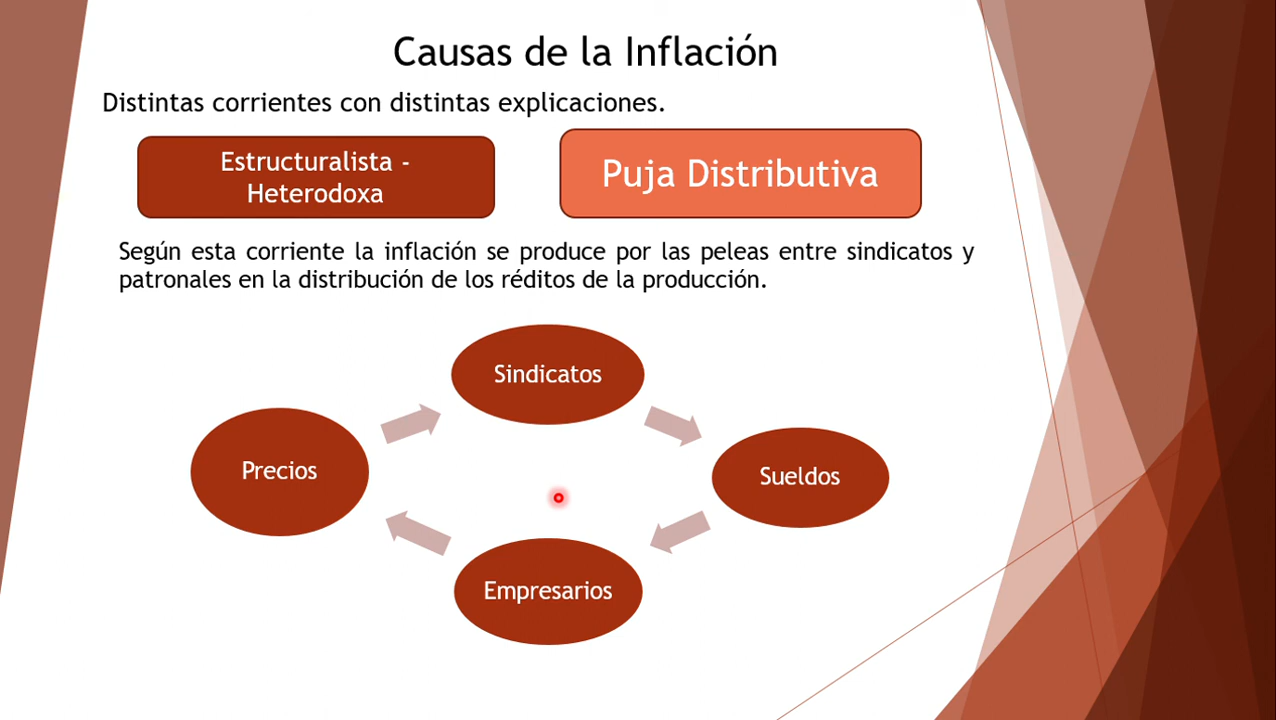 Causas de la Inflación
Distintas corrientes con distintas explicaciones.
Estructuralista -
Heterodoxa
Puja Distributiva
Según esta corriente la inflación se produce por las peleas entre sindicatos y
patronales en la distribución de los réditos de la producción.
Sindicatos
Precios
Sueldos
Empresarios